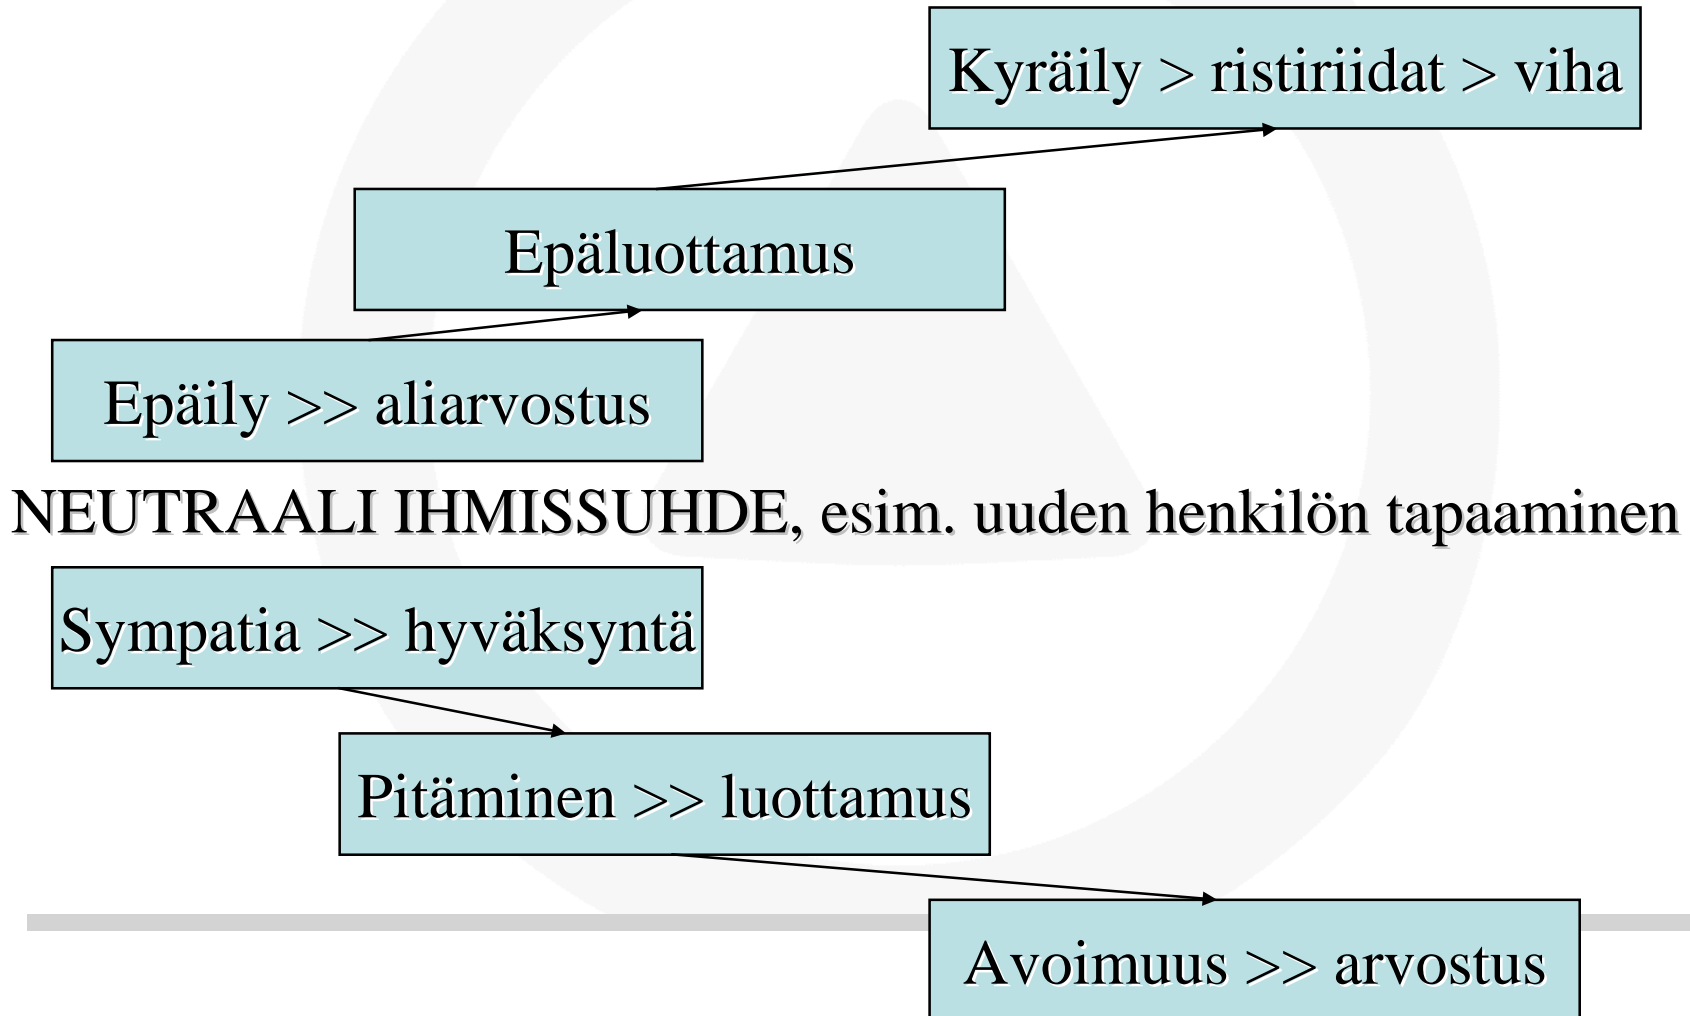 Kyräily > ristiriidat > viha
Epäluottamus
Epäily >> aliarvostus
NEUTRAALI IHMISSUHDE, esim. uuden henkilön tapaaminen
Sympatia >> hyväksyntä
Pitäminen >> luottamus
Avoimuus >> arvostus